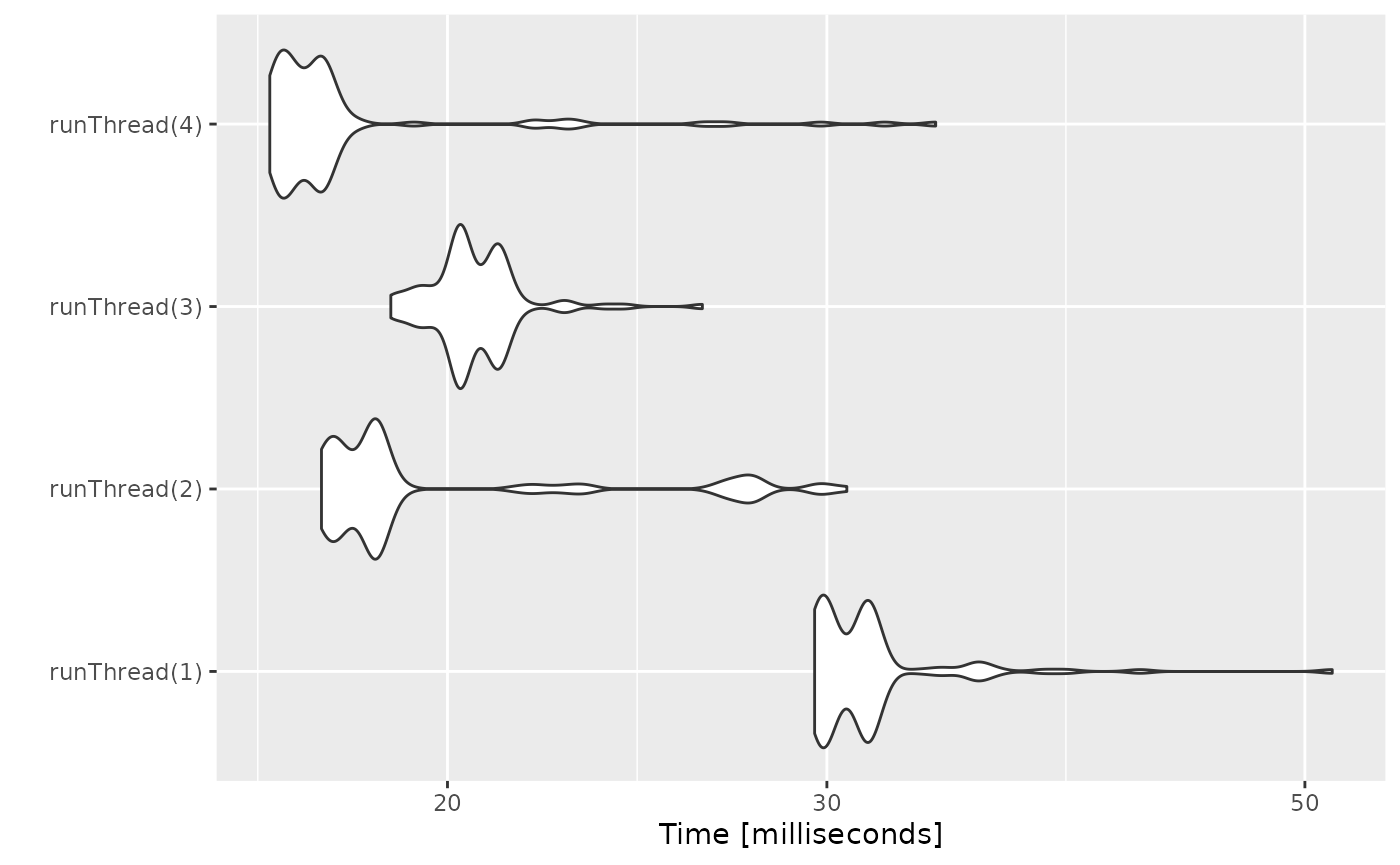 runThread(4)
runThread(3)
runThread(2)
runThread(1)
20 30 50
Time [milliseconds]